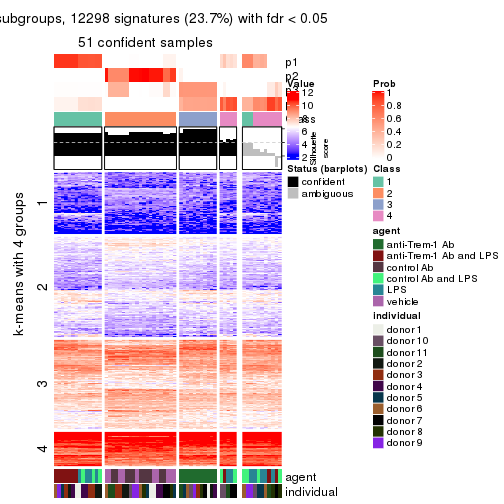 subgroups, 12298 signatures (23.7%) with fdr < 0.05
51 confident samples
p1
p2
p3
p4
Class
Silhouette
score
k-means with 4 groups
1
2
3
4
agent
individual
Value
12
10
8
6
4
2
Prob
1
0.8
0.6
0.4
0.2
0
Status (barplots)
confident
ambiguous
Class
1
2
3
4
agent
anti-Trem-1 Ab
anti-Trem-1 Ab and LPS
control Ab
control Ab and LPS
LPS
vehicle
individual
donor 1
donor 10
donor 11
donor 2
donor 3
donor 4
donor 5
donor 6
donor 7
donor 8
donor 9